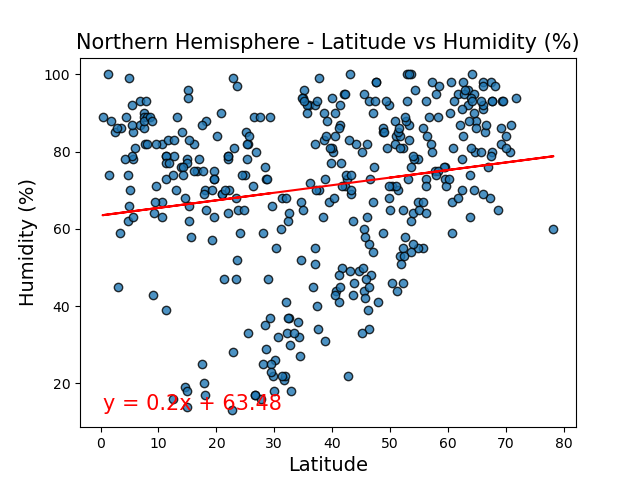 Northern Hemisphere - Latitude vs Humidity (%)
100
80
60
40
20
Humidity (%)
y = 0.2x + 63.48
0 10 20 30 40 50 60 70 80
Latitude